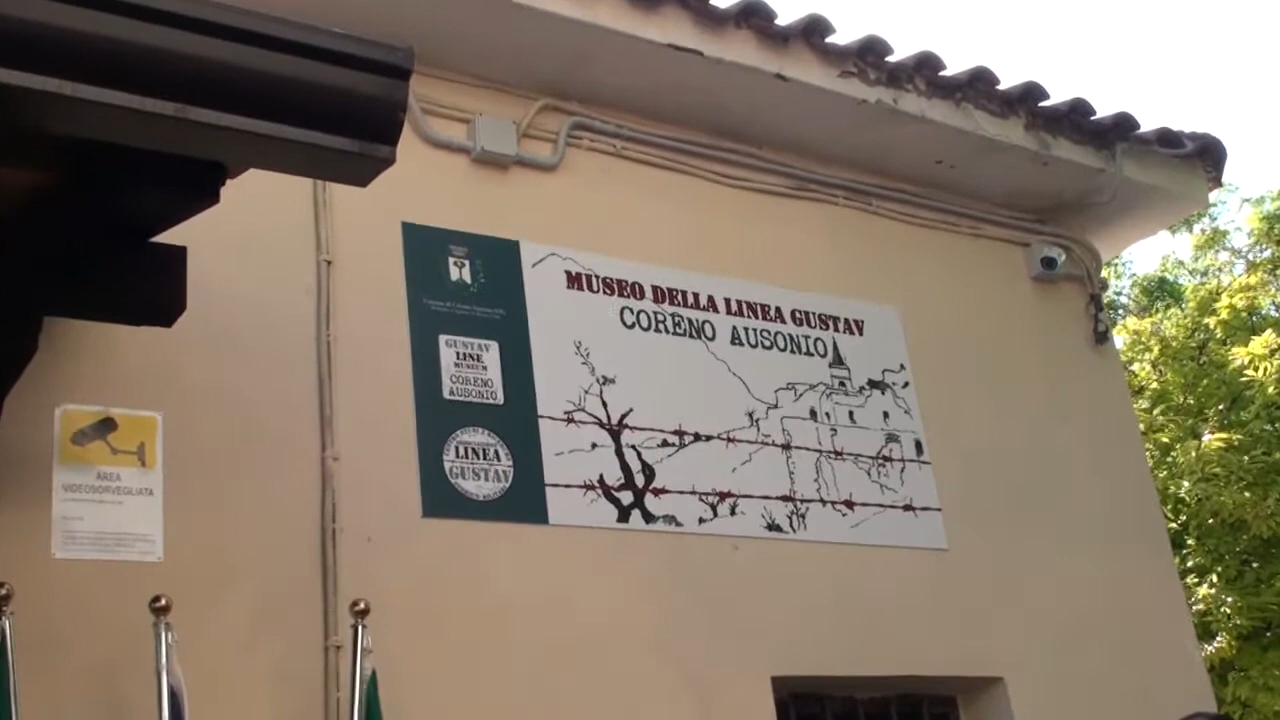 MUSEO DELLA LINEA GUSTAV
CORENO AUSONIO
GUSTAV
LINE
MUSEUM
CORENO
AUSONIO
LINEA
GUSTAV
AREA
VIDEOSORVEGLIATA